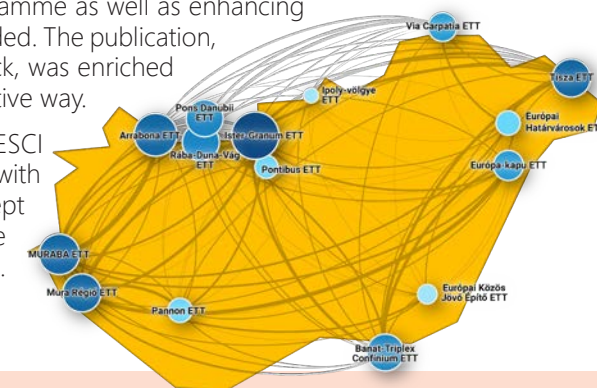 ramme as well as enhancing
led. The publication,
ck, was enriched
tive way.
ESCI
with
ept
e
.
Via Carpatia ETT
Tisza ETT
Ipoly-völgye
ETT
Pons Danubii
ETT
Arrabona ETT
Ister-Granum ETT
Rába-Duna-Vág
ETT
Pontibus ETT
Európai
Határvárosok ET
Európa-kapu ETT
MURABA ETT
Mura Régió ETT
Pannon ETT
Európai Közös
Jövő Építő ETT
Banat-Triplex
Confinium ETT